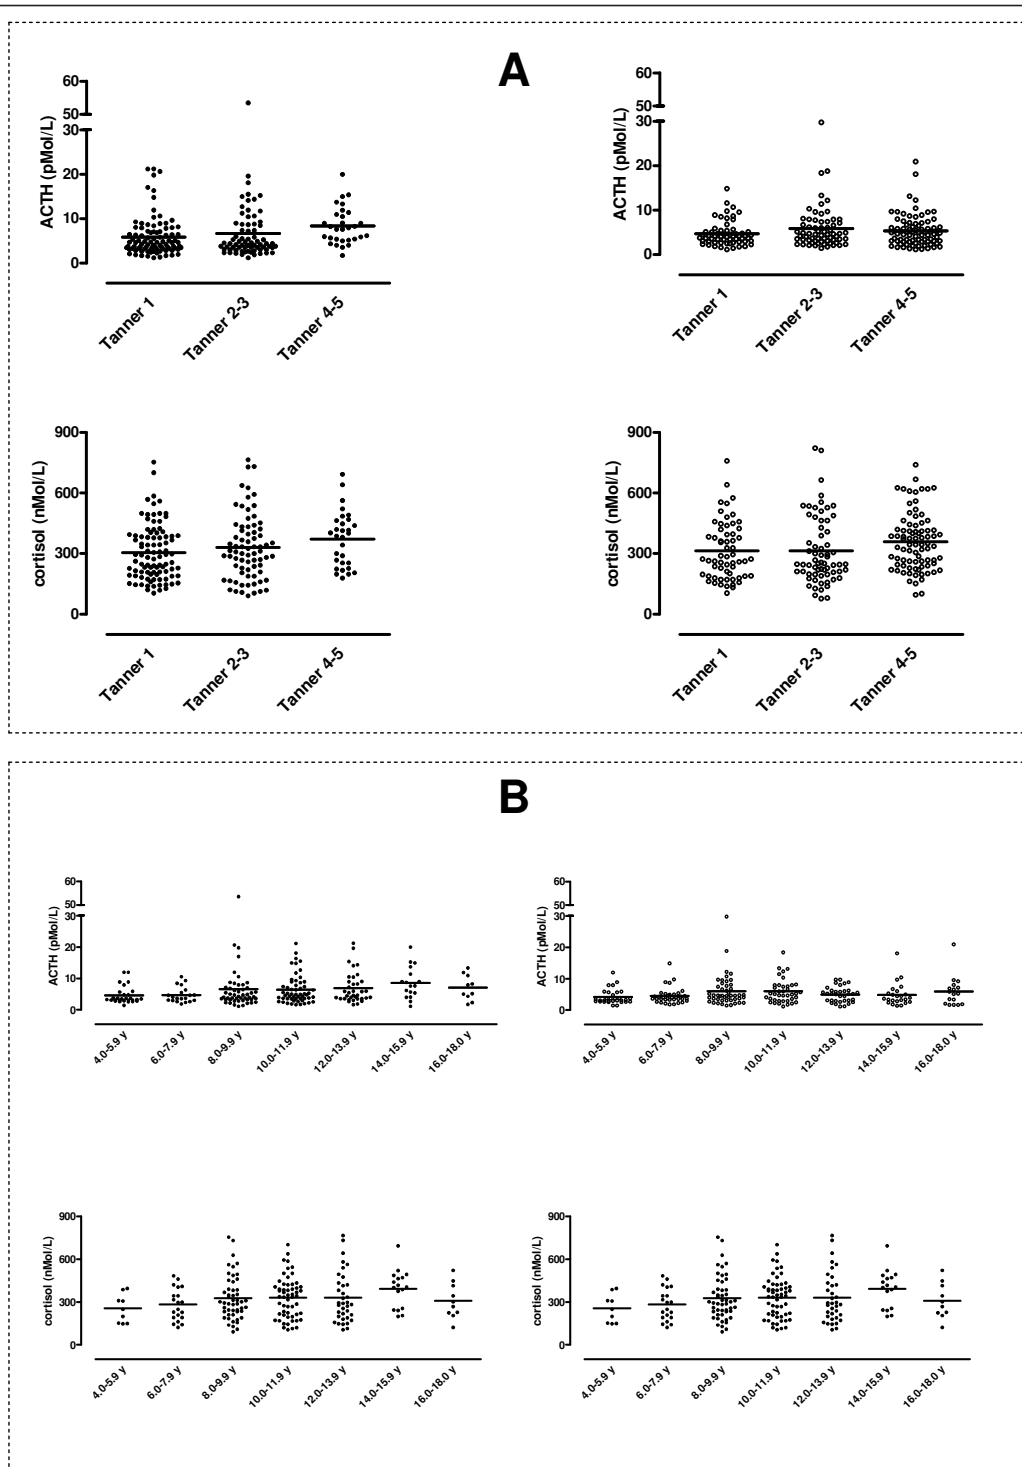 A
60
50
30
20
10
0
ACTH (pMol/L)
Tanner 1
Tanner 2-3
Tanner 4-5
60
50
30
20
10
0
ACTH (pMol/L)
Tanner 1
Tanner 2-3
Tanner 4-5
900
600
300
0
cortisol (nMol/L)
Tanner 1
Tanner 2-3
Tanner 4-5
900
600
300
0
cortisol (nMol/L)
Tanner 1
Tanner 2-3
Tanner 4-5
B
60
50
30
20
10
0
ACTH (pMol/L)
4.0-5.9 y
6.0-7.9 y
8.0-9.9 y
10.0-11.9 y
12.0-13.9 y
14.0-15.9 y
16.0-18.0 y
60
50
30
20
10
0
ACTH (pMol/L)
4.0-5.9 y
6.0-7.9 y
8.0-9.9 y
10.0-11.9 y
12.0-13.9 y
14.0-15.9 y
16.0-18.0 y
900
600
300
0
cortisol (nMol/L)
4.0-5.9 y
6.0-7.9 y
8.0-9.9 y
10.0-11.9 y
12.0-13.9 y
14.0-15.9 y
16.0-18.0 y
900
600
300
0
cortisol (nMol/L)
4.0-5.9 y
6.0-7.9 y
8.0-9.9 y
10.0-11.9 y
12.0-13.9 y
14.0-15.9 y
16.0-18.0 y